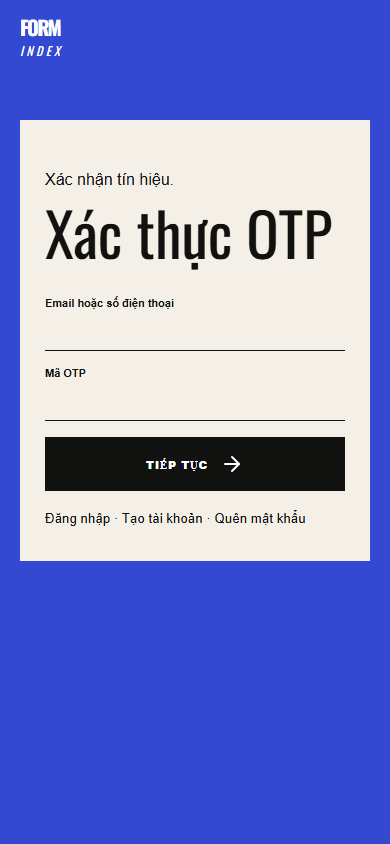 FORM
INDEX
Xác nhận tín hiệu.
Xác thực OTP
Email hoặc số điện thoại
Mã OTP
TIẾP TỤC
Đăng nhập · Tạo tài khoản · Quên mật khẩu